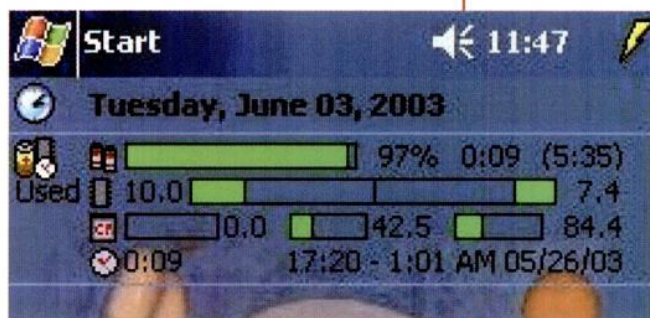 Start 11:47
Tuesday, June 03, 2003
97% 0:09 (5:35)
Used 10.0 7.4
CF 0.0 42.5 84.4
0:09 17:20 - 1:01 AM 05/26/03